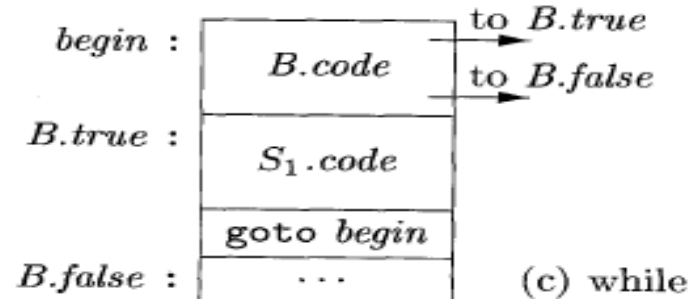 begin : to B.true
B.code
to B.false
B.true :
S₁.code
goto begin
B.false : ... (c) while